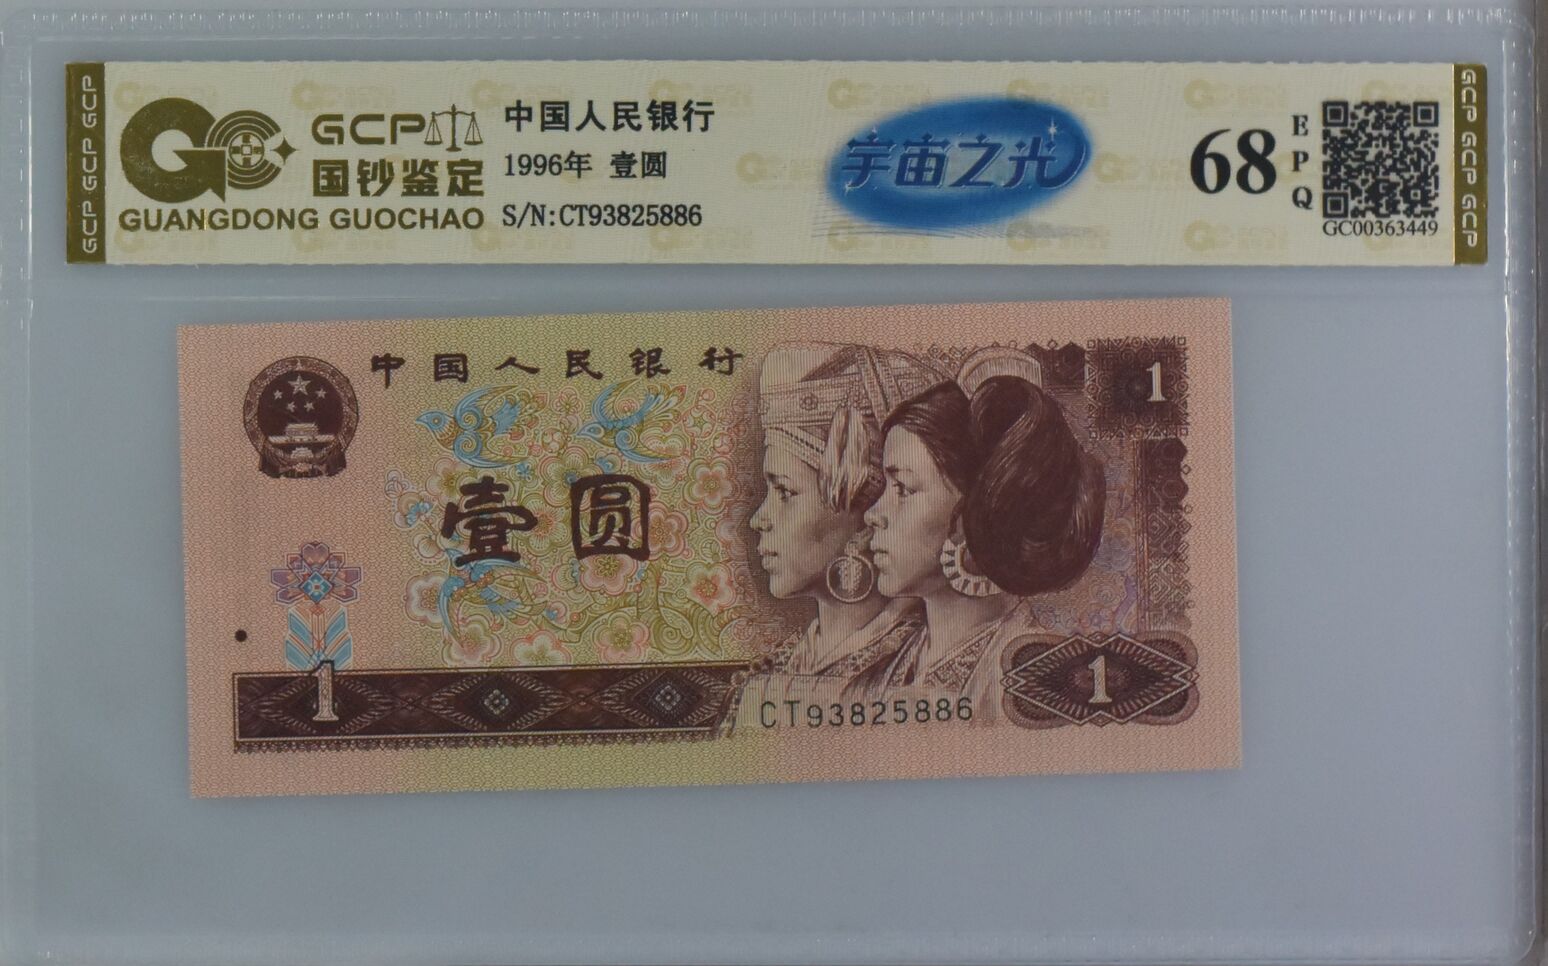 GCP GCP GCP
GC
GCP
国钞鉴定
GUANGDONG GUOCHAO
中国人民银行
1996年 壹圆
S/N:CT93825886
宇宙之光
68
EPQ
GC00363449
GCP GCP GCP
中国人民银行
1
壹圆
1
1
CT93825886